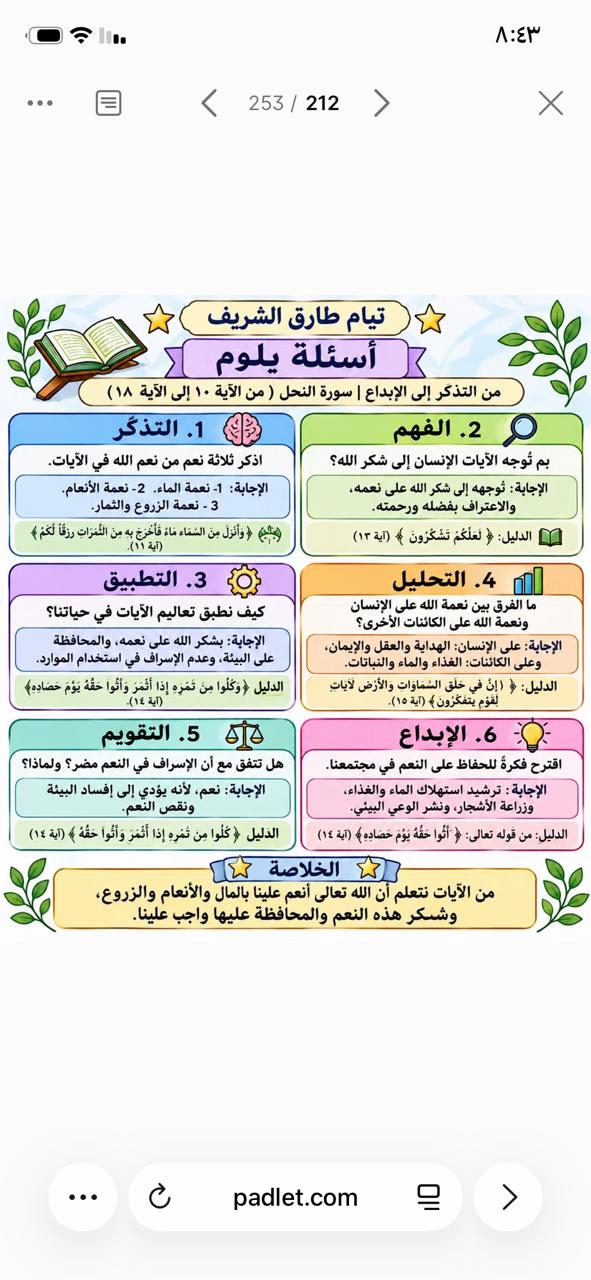 ٨:٤٣
253 / 212
تيام طارق الشريف
أسئلة يلوم
من التذكّر إلى الإبداع | سورة النحل ( من الآية ١٠ إلى الآية ١٨ )
1. التذكّر
اذكر ثلاثة نعم من نعم الله في الآيات.
الإجابة: 1- نعمة الماء. 2- نعمة الأنعام.
3 - نعمة الزروع والثمار.
﴿ وَأَنْزَلَ مِنَ السَّمَاءِ مَاءً فَأَخْرَجَ بِهِ مِنَ الثَّمَرَاتِ رِزْقًا لَكُمْ ﴾
(آية ١١).
2. الفهم
بم تُوجه الآيات الإنسان إلى شكر الله؟
الإجابة: تُوجهه إلى شكر الله على نعمه،
والاعتراف بفضله ورحمته.
الدليل: ﴿ لَعَلَّكُمْ تَشْكُرُونَ ﴾ (آية ١٣)
3. التطبيق
كيف نطبق تعاليم الآيات في حياتنا؟
الإجابة: بشكر الله على نعمه، والمحافظة
على البيئة، وعدم الإسراف في استخدام الموارد.
الدليل ﴿وَكُلُوا مِنْ ثَمَرِهِ إِذَا أَثْمَرَ وَآتُوا حَقَّهُ يَوْمَ حَصَادِهِ﴾
(آية ١٤).
4. التحليل
ما الفرق بين نعمة الله على الإنسان
ونعمة الله على الكائنات الأخرى؟
الإجابة: على الإنسان: الهداية والعقل والإيمان،
وعلى الكائنات: الغذاء والماء والنباتات.
الدليل: ﴿ (إِنَّ في خَلْقِ السَّمَاوَاتِ وَالأَرْضِ لَآيَاتٍ
لِقَوْمٍ يتفكّرُون﴾ (آية ١٥).
5. التقويم
هل تتفق مع أن الإسراف في النعم مضر؟ ولماذا؟
الإجابة: نعم، لأنه يؤدي إلى إفساد البيئة
ونقص النعم.
الدليل ﴿ كُلُوا مِن ثَمَرِهِ إذا أَثْمَرَ وَآتُوا حَقَّهُ ﴾ (آية ١٤)
6. الإبداع
اقترح فكرةً للحفاظ على النعم في مجتمعنا.
الإجابة: ترشيد استهلاك الماء والغذاء،
وزراعة الأشجار، ونشر الوعي البيئي.
الدليل: من قوله تعالى: ﴿ آتُوا حَقَّهُ يَوْمَ حَصَادِهِ﴾ (آية ١٤)
الخلاصة
من الآيات نتعلم أن الله تعالى أنعم علينا بالمال والأنعام والزروع،
وشكر هذه النعم والمحافظة عليها واجب علينا.
padlet.com